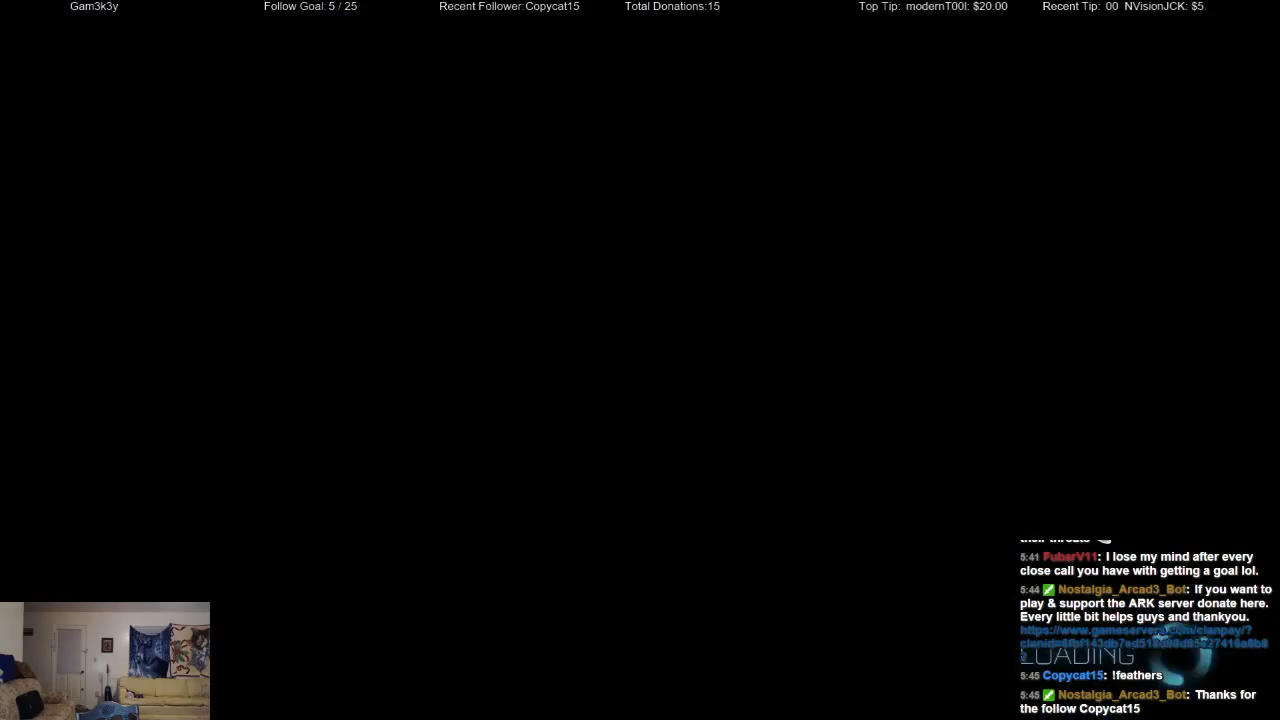 Gam3k3y
Follow Goal: 5 / 25
Recent Follower:Copycat15
Total Donations:15
Top Tip: modernT00l: $20.00
Recent Tip: 00 NVisionJCK: $5.
5:41 FubarV11: I lose my mind after every
close call you have with getting a goal lol.
5:44 Nostalgia_Arcad3_Bot: If you want to
play & support the ARK server donate here.
Every little bit helps guys and thankyou.
LOADING
5:45 Copycat15: !feathers
5:45 Nostalgia_Arcad3_Bot: Thanks for
the follow Copycat15